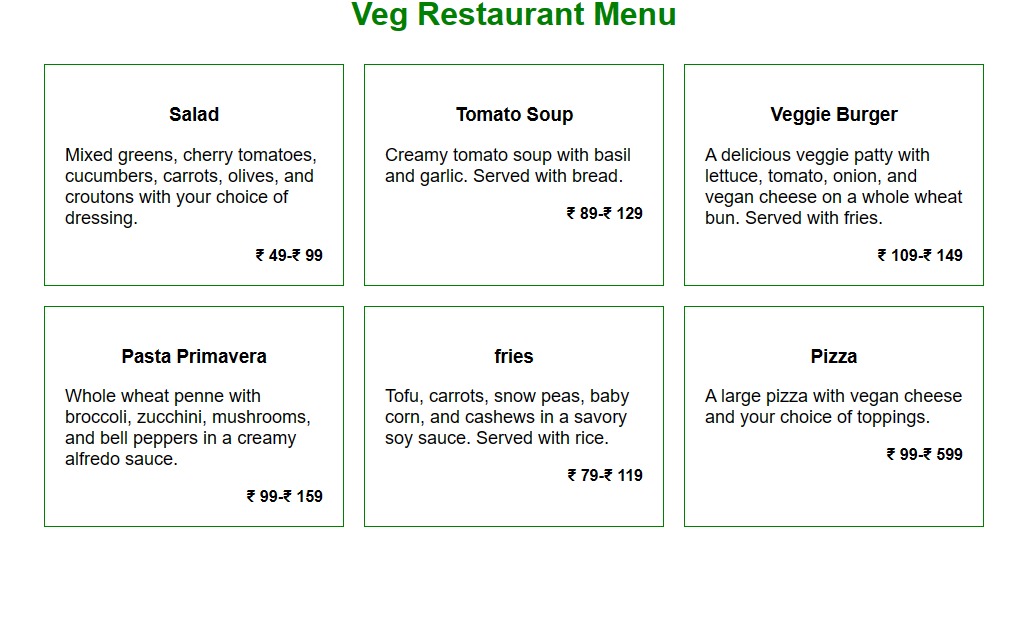 Veg Restaurant Menu
Salad
Mixed greens, cherry tomatoes,
cucumbers, carrots, olives, and
croutons with your choice of
dressing.
₹ 49-₹ 99
Tomato Soup
Creamy tomato soup with basil
and garlic. Served with bread.
₹ 89-₹ 129
Veggie Burger
A delicious veggie patty with
lettuce, tomato, onion, and
vegan cheese on a whole wheat
bun. Served with fries.
₹ 109-₹ 149
Pasta Primavera
Whole wheat penne with
broccoli, zucchini, mushrooms,
and bell peppers in a creamy
alfredo sauce.
₹ 99-₹ 159
fries
Tofu, carrots, snow peas, baby
corn, and cashews in a savory
soy sauce. Served with rice.
₹ 79-₹ 119
Pizza
A large pizza with vegan cheese
and your choice of toppings.
₹ 99-₹ 599